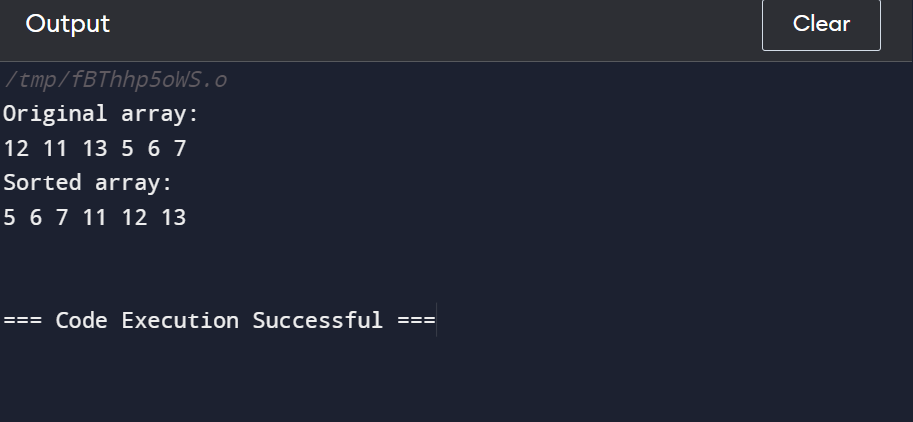 Output
Clear
/tmp/fBThhp5oWS.o
Original array:
12 11 13 5 6 7
Sorted array:
5 6 7 11 12 13
=== Code Execution Successful ===